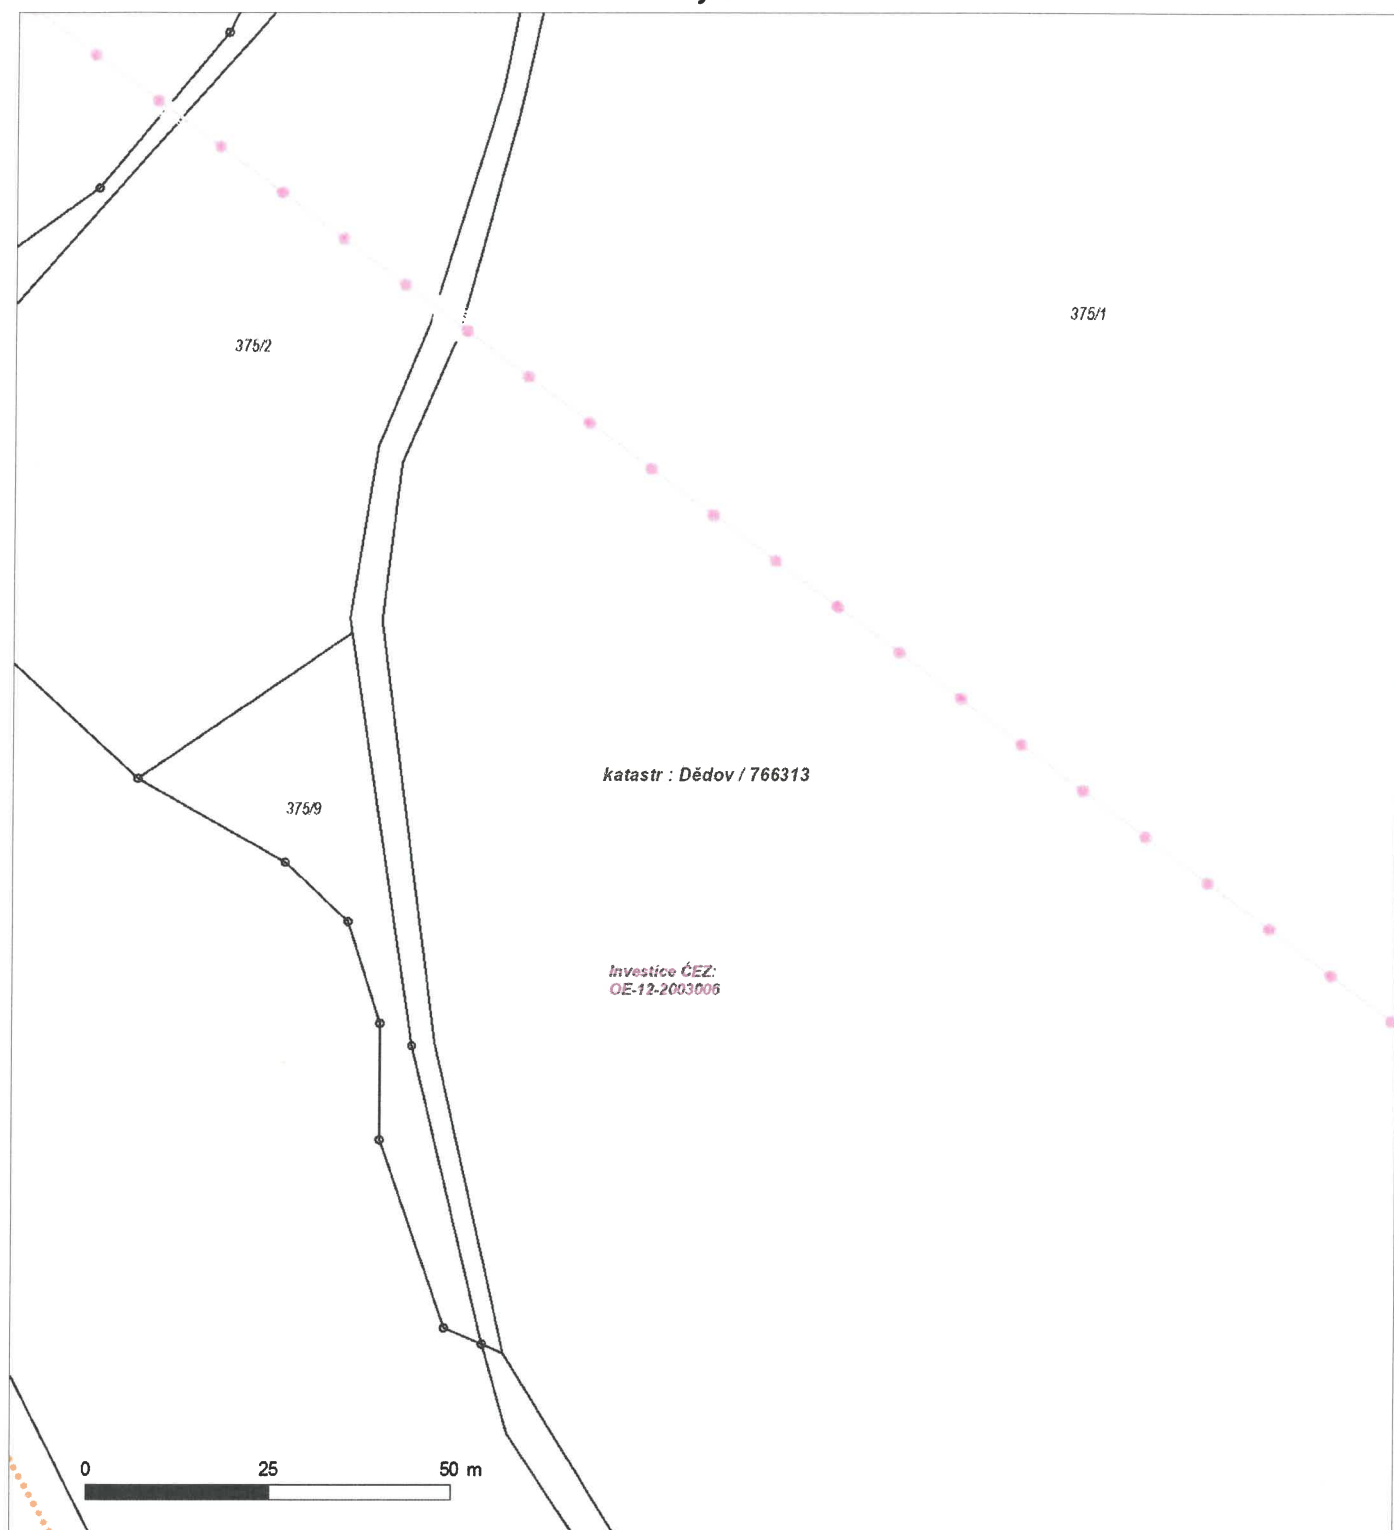 375/1
375/2
katastr : Dědov / 766313
375/9
Investice ČEZ:
OE-12-2003006
0 25 50 m